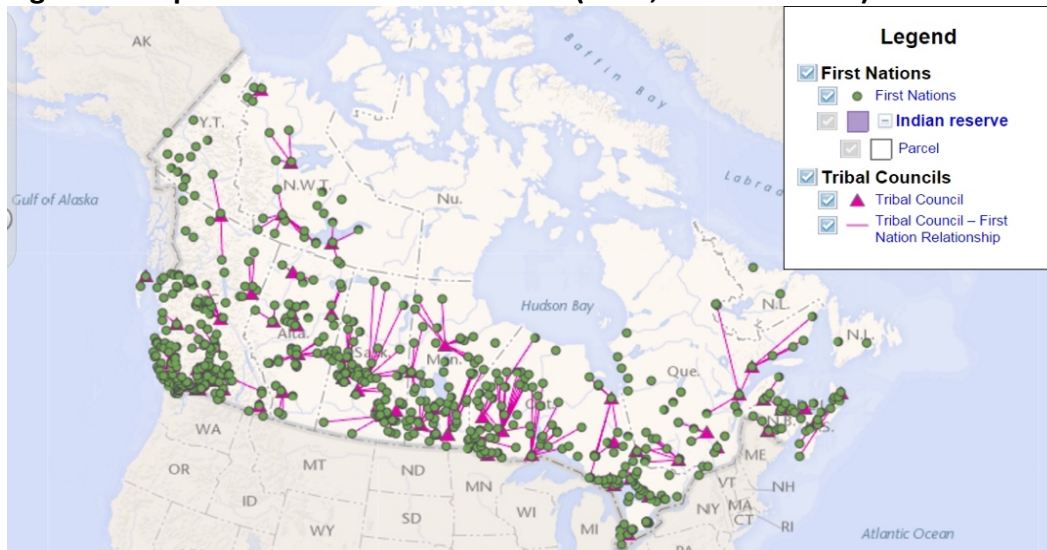 AK
Baffin Bay
Legend
First Nations
First Nations
Indian reserve
Parcel
Tribal Councils
Tribal Council
Tribal Council – First
Nation Relationship
Y.T.
N.W.T.
Nu.
Gulf of Alaska
Hudson Bay
N.L.
Alta.
Sask.
Man.
Que.
Ont.
N.B.
N.S.
WA
OR
ID
MT
WY
ND
SD
MN
WI
MI
ME
VT
NH
NY
MA
CT
RI
Atlantic Ocean